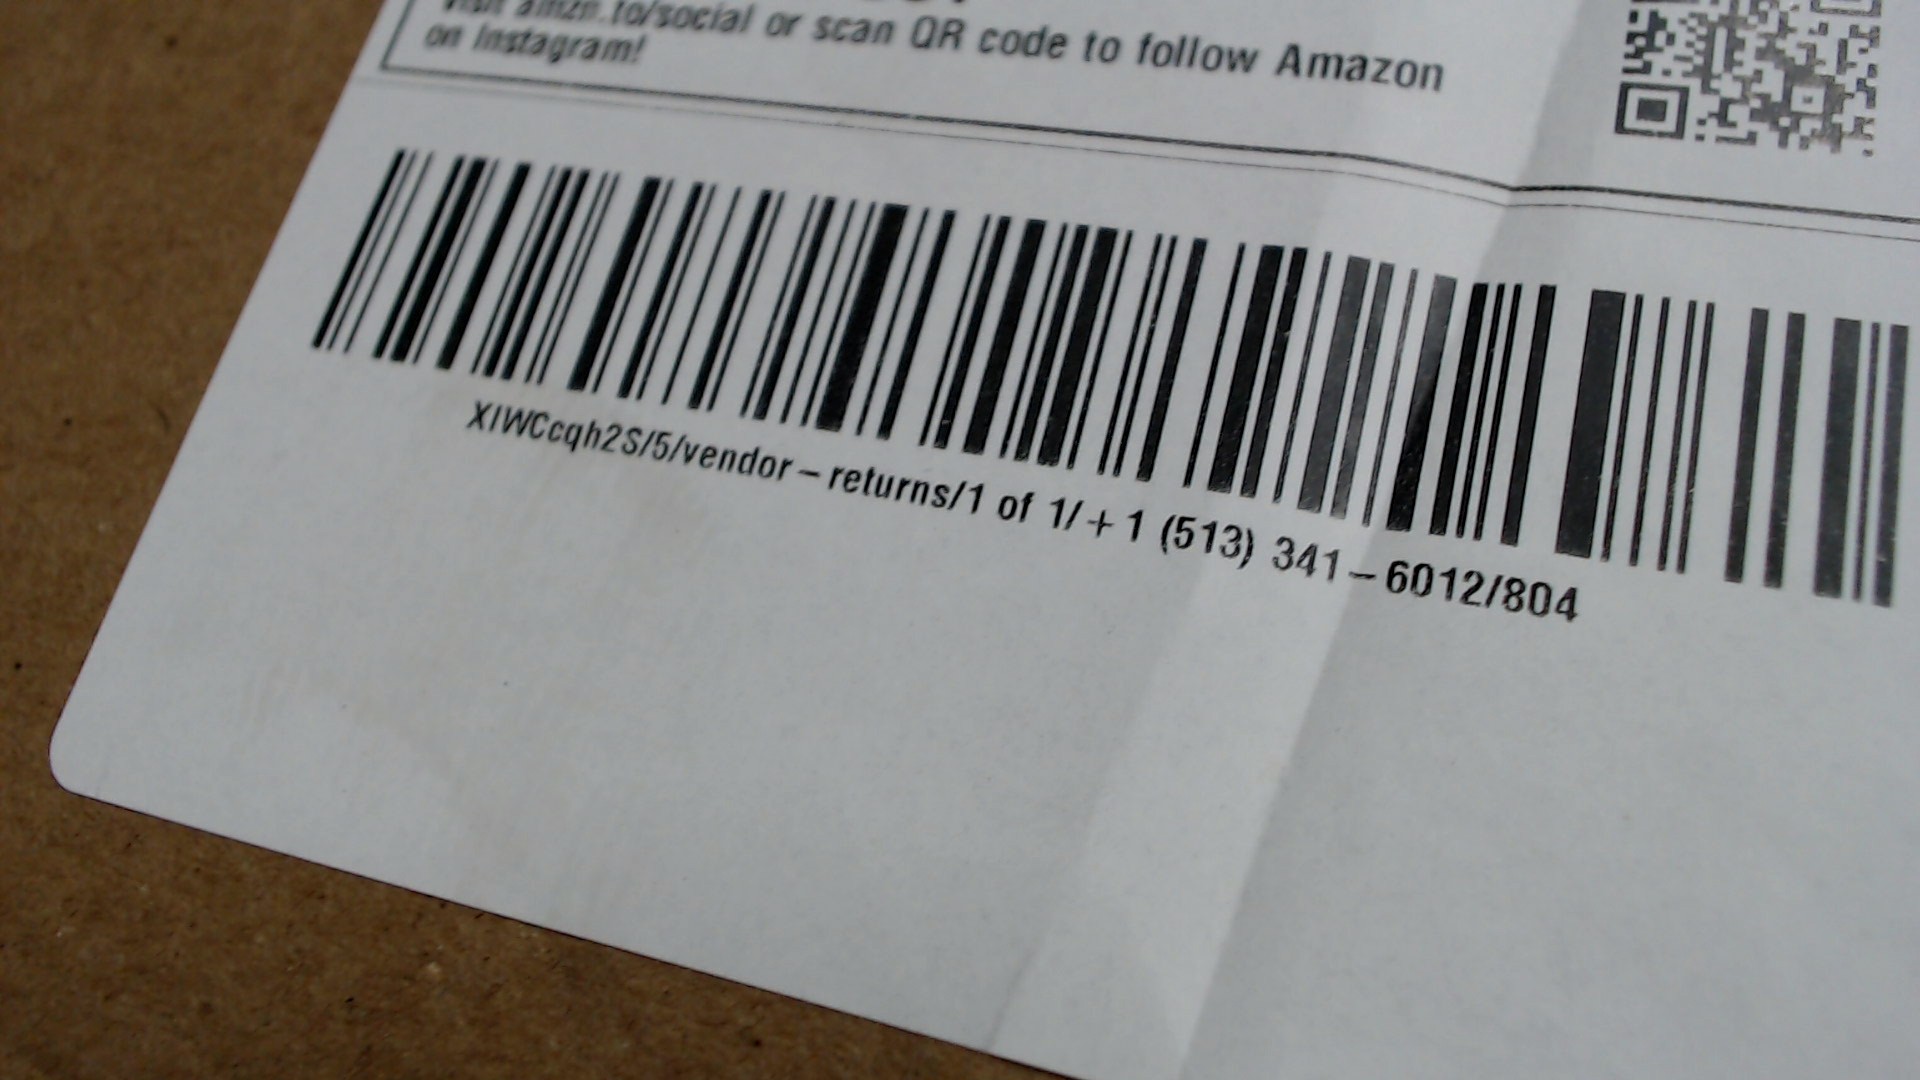 Visit amzn.to/social or scan QR code to follow Amazon
on Instagram!
XIWCcqh2S/5/vendor-returns/1 of 1/+1 (513) 341-6012/804